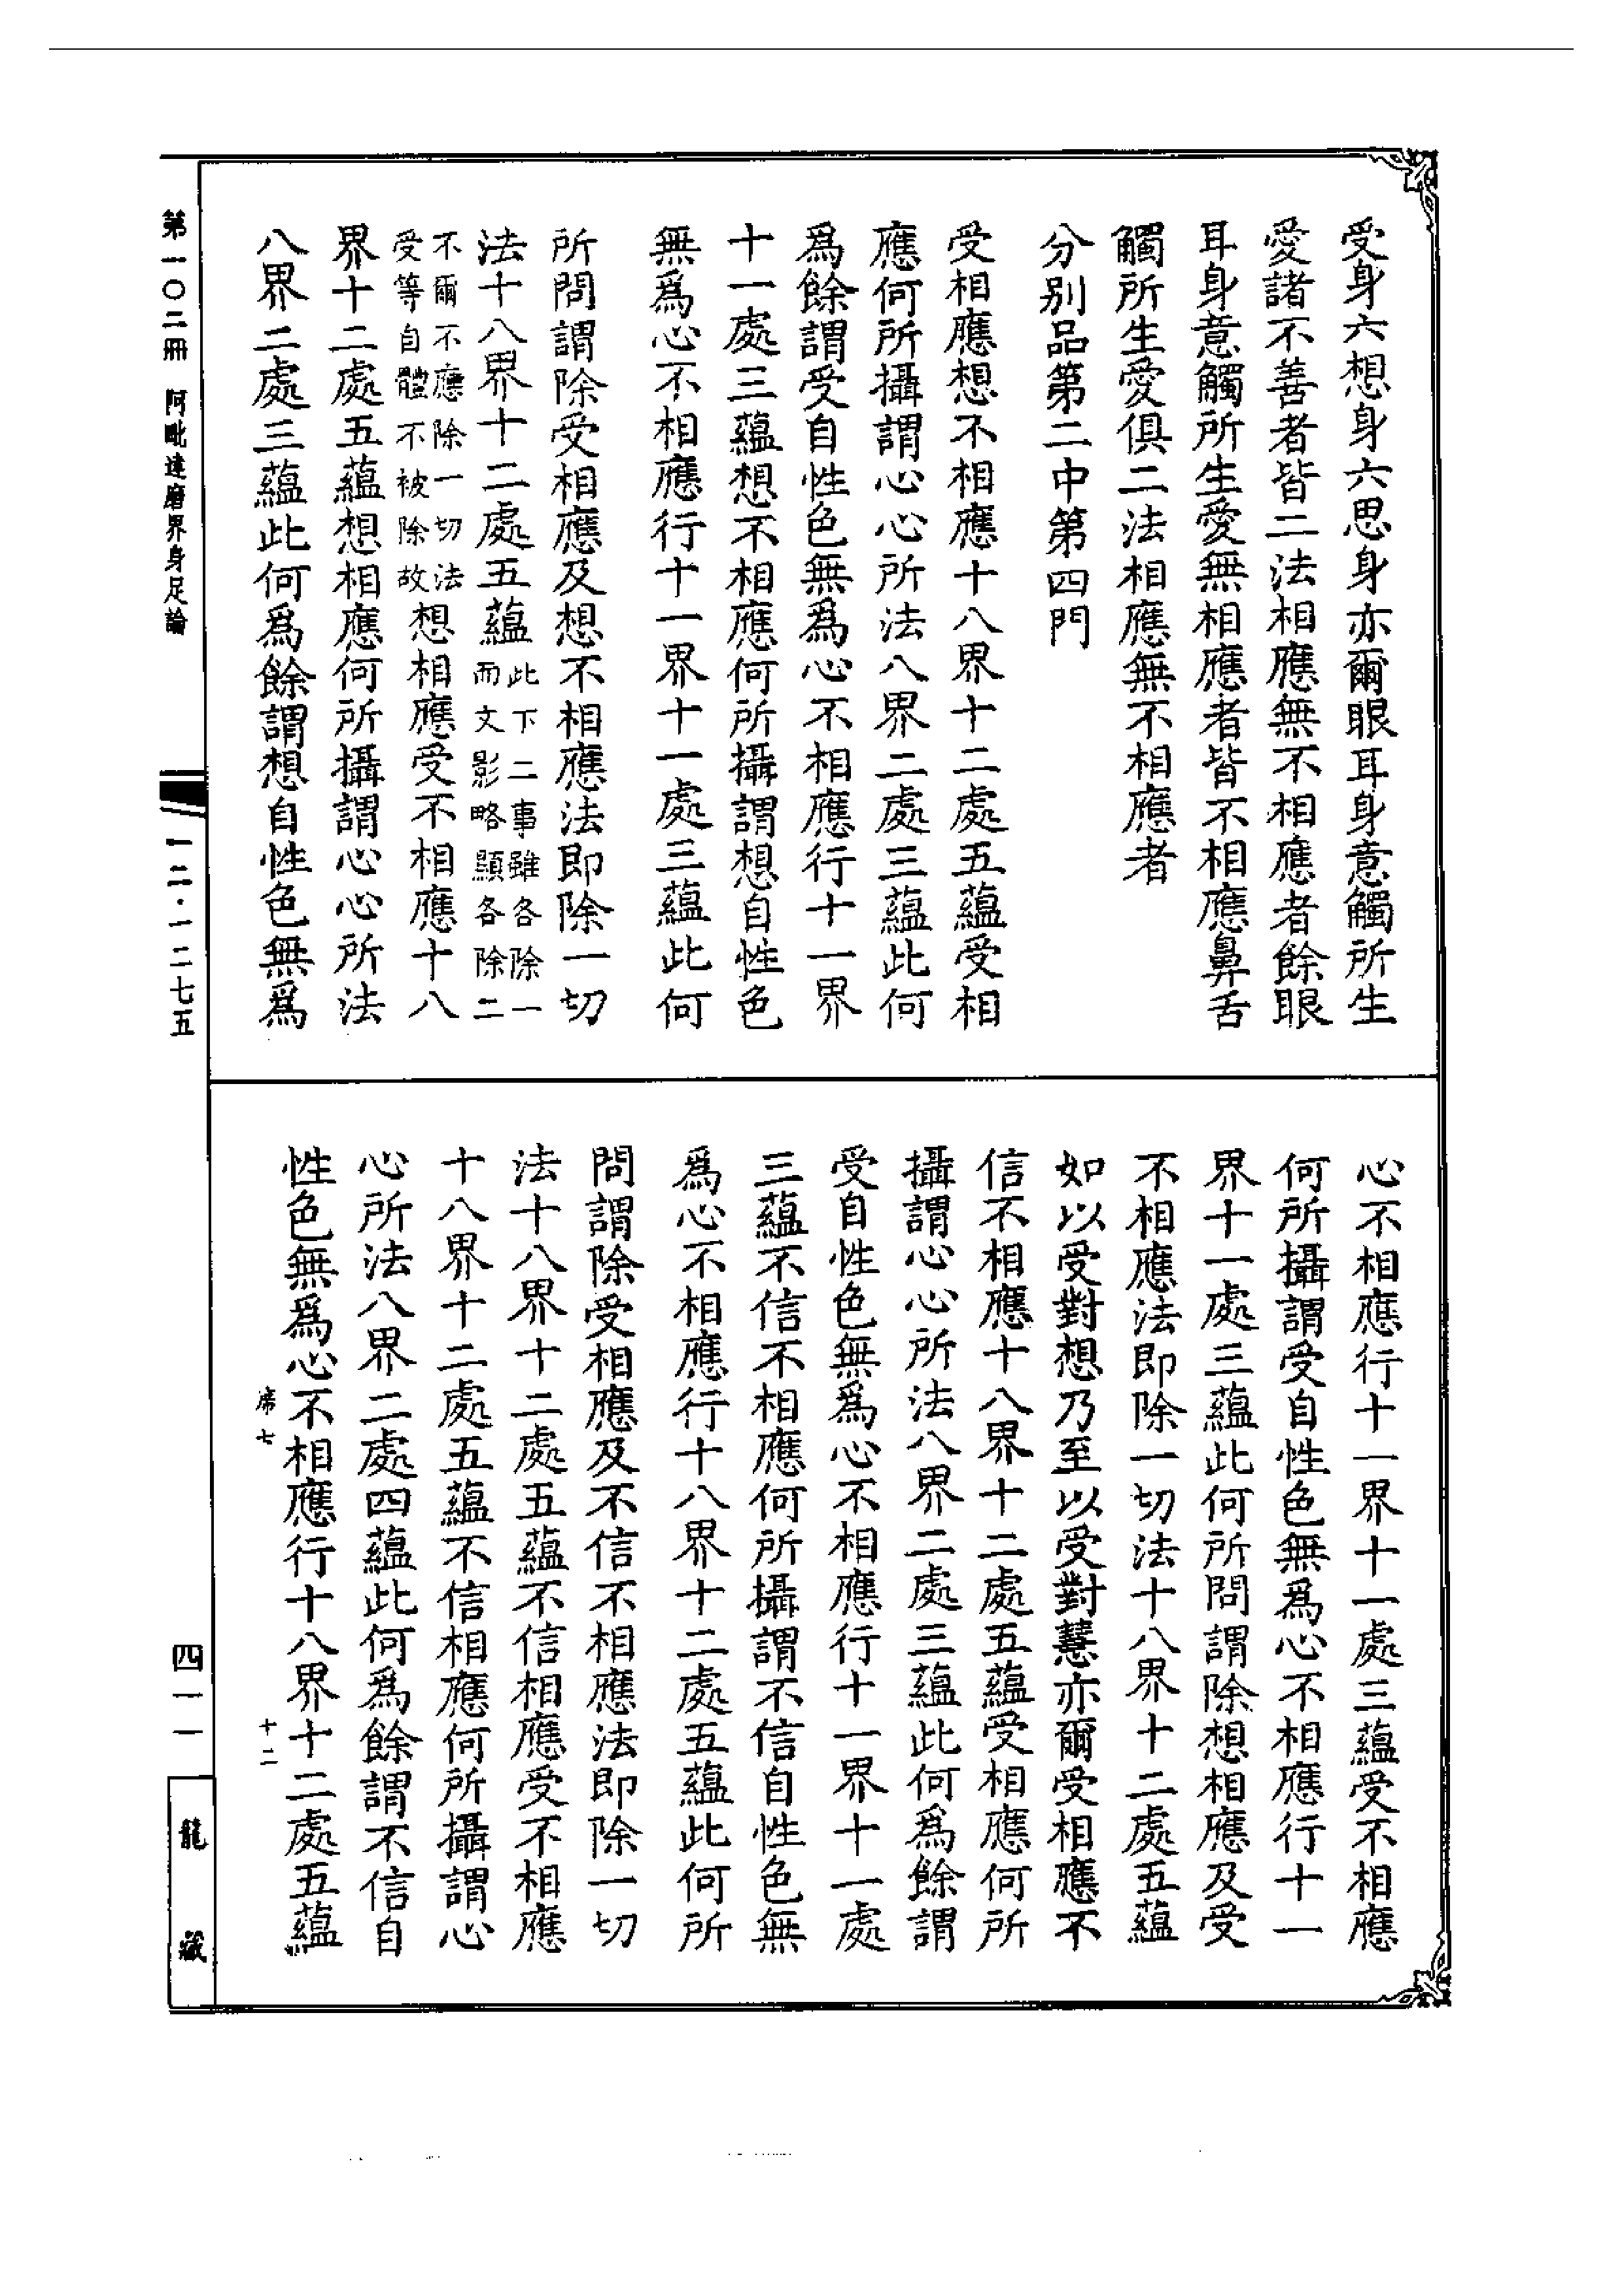 受身六想身六思身亦爾眼耳身意觸所生
愛諸不善者皆二法相應無不相應者餘眼
耳身意觸所生愛無相應者皆不相應鼻舌
觸所生愛俱二法相應無不相應者
分別品第二中第四門
受相應想不相應十八界十二處五蘊受相
應何所攝謂心心所法八界二處三蘊此何
爲餘謂受自性色無爲心不相應行十一界
十一處三蘊想不相應何所攝謂想自性色
無爲心不相應行十一界十一處三蘊此何
所問謂除受相應及想不相應法即除一切
法十八界十二處五蘊此下二事雖各除一而文影略顯各除二
不爾不應除一切法受等自體不被除故想相應受不相應十八
界十二處五蘊想相應何所攝謂心心所法
八界二處三蘊此何爲餘謂想自性色無爲
心不相應行十一界十一處三蘊受不相應
何所攝謂受自性色無爲心不相應行十一
界十一處三蘊此何所問謂除想相應及受
不相應法即除一切法十八界十二處五蘊
如以受對想乃至以受對慧亦爾受相應不
信不相應十八界十二處五蘊受相應何所
攝謂心心所法八界二處三蘊此何爲餘謂
受自性色無爲心不相應行十一界十一處
三蘊不信不相應何所攝謂不信自性色無
爲心不相應行十八界十二處五蘊此何所
問謂除受相應及不信不相應法即除一切
法十八界十二處五蘊不信相應受不相應
十八界十二處五蘊不信相應何所攝謂心
心所法八界二處四蘊此何爲餘謂不信自
性色無爲心不相應行十八界十二處五蘊
席七
十二
第一〇二冊 阿毗達磨界身足論
一二·一二七五
四一一
龍藏